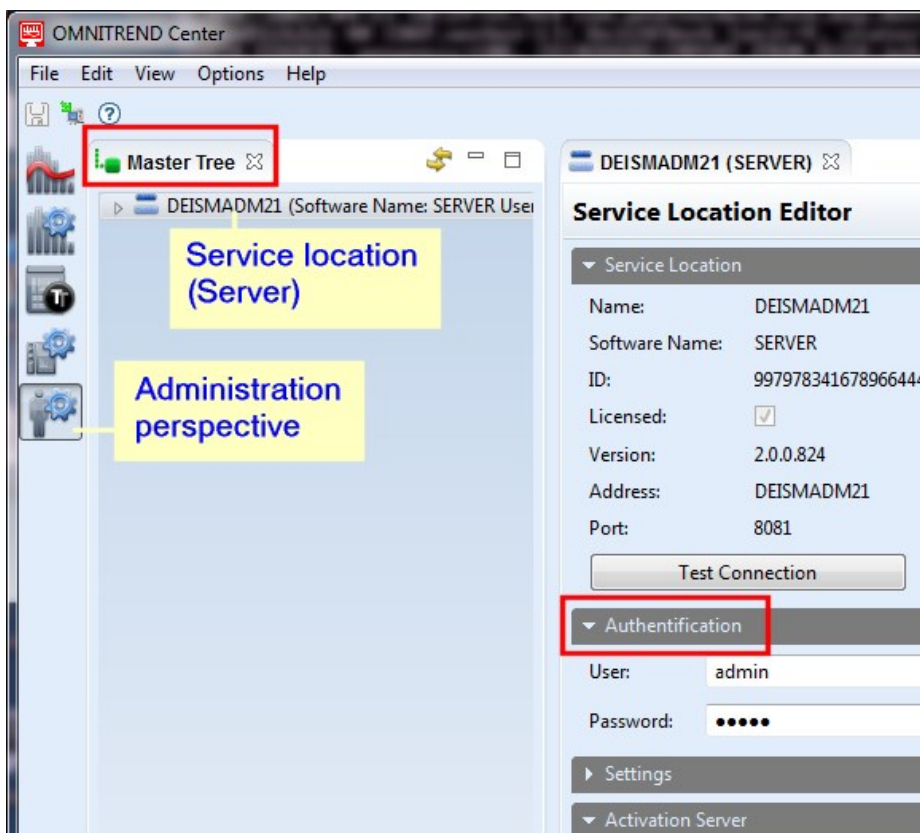 OMNITREND Center
File Edit View Options Help
Master Tree
DEISMADM21 (SERVER)
DEISMADM21 (Software Name: SERVER User
Service location
(Server)
Administration
perspective
Service Location Editor
Service Location
Name: DEISMADM21
Software Name: SERVER
ID: 99797834167896644
Licensed:
Version: 2.0.0.824
Address: DEISMADM21
Port: 8081
Test Connection
Authentification
User: admin
Password: ●●●●●
Settings
Activation Server